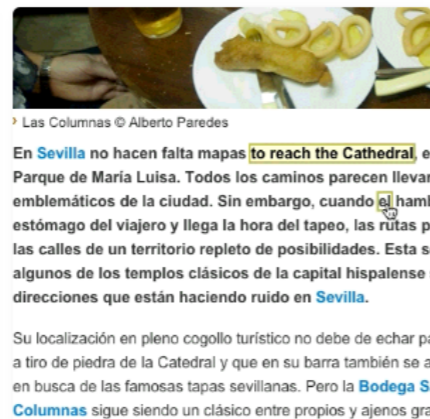 Las Columnas © Alberto Paredes
En Sevilla no hacen falta mapas to reach the Cathedral, e
Parque de María Luisa. Todos los caminos parecen llevar
emblemáticos de la ciudad. Sin embargo, cuando el hamb
estómago del viajero y llega la hora del tapeo, las rutas p
las calles de un territorio repleto de posibilidades. Esta s
algunos de los templos clásicos de la capital hispalense
direcciones que están haciendo ruido en Sevilla.
Su localización en pleno cogollo turístico no debe de echar pa
a tiro de piedra de la Catedral y que en su barra también se a
en busca de las famosas tapas sevillanas. Pero la Bodega S
Columnas sigue siendo un clásico entre propios y ajenos gra